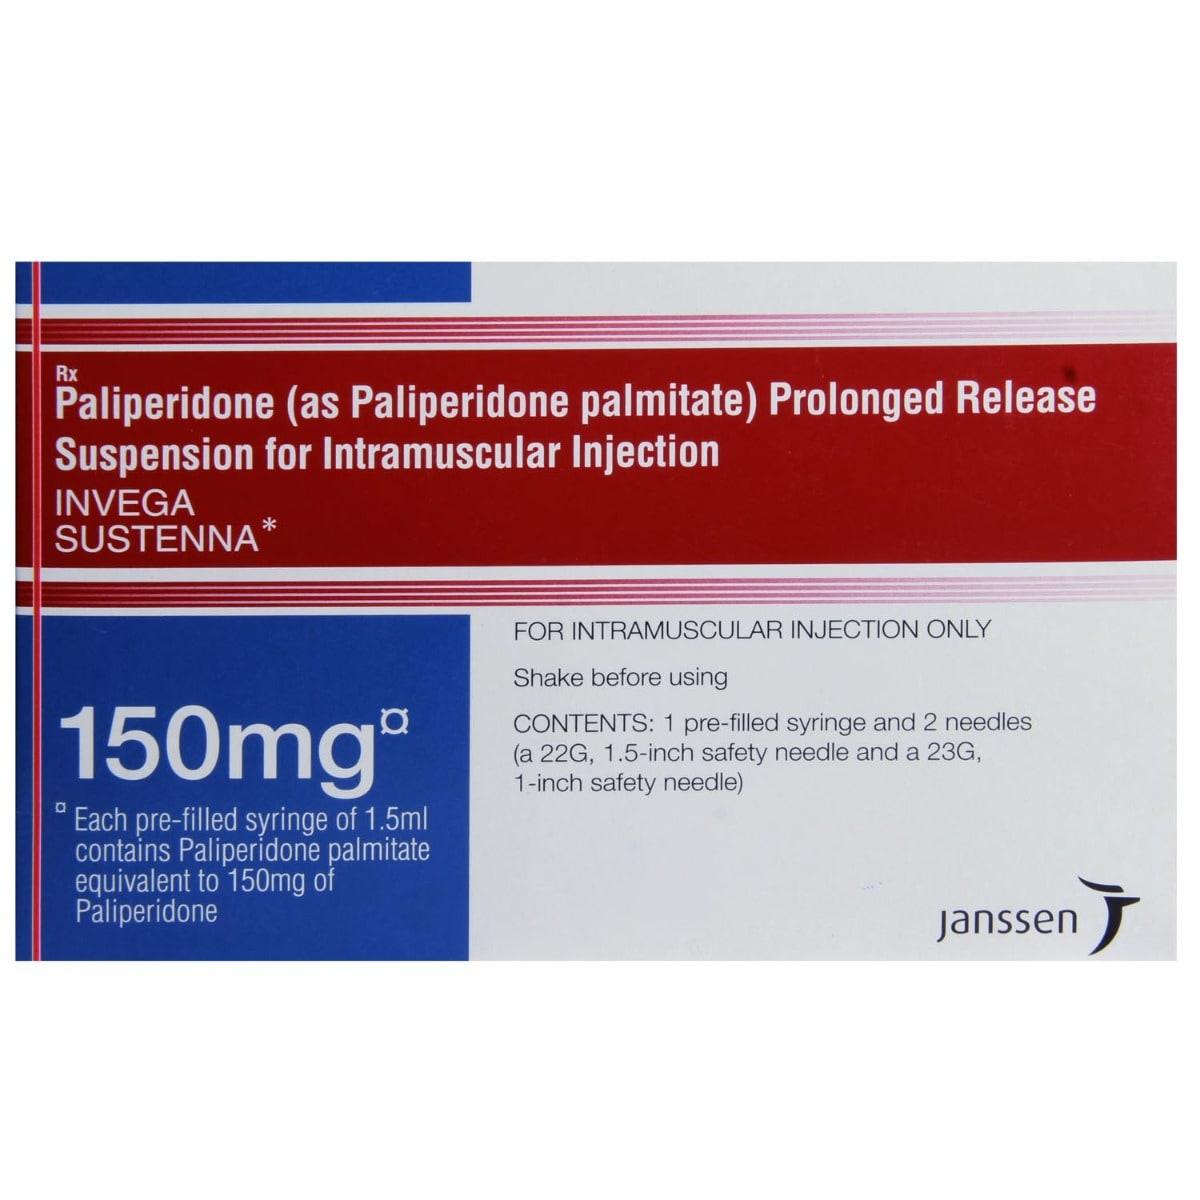 Rx
Paliperidone (as Paliperidone palmitate) Prolonged Release
Suspension for Intramuscular Injection
INVEGA
SUSTENNA*
150mg¤
¤ Each pre-filled syringe of 1.5ml
contains Paliperidone palmitate
equivalent to 150mg of
Paliperidone
FOR INTRAMUSCULAR INJECTION ONLY
Shake before using
CONTENTS: 1 pre-filled syringe and 2 needles
(a 22G, 1.5-inch safety needle and a 23G,
1-inch safety needle)
janssen